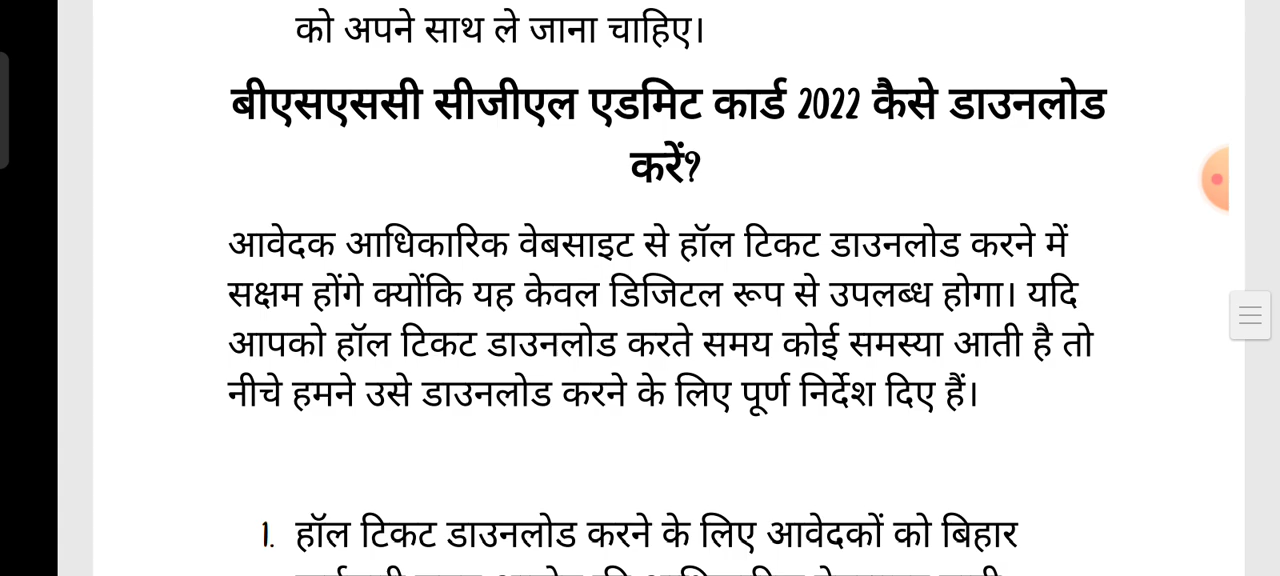 को अपने साथ ले जाना चाहिए।
बीएसएससी सीजीएल एडमिट कार्ड 2022 कैसे डाउनलोड
करें?
आवेदक आधिकारिक वेबसाइट से हॉल टिकट डाउनलोड करने में
सक्षम होंगे क्योंकि यह केवल डिजिटल रूप से उपलब्ध होगा। यदि
आपको हॉल टिकट डाउनलोड करते समय कोई समस्या आती है तो
नीचे हमने उसे डाउनलोड करने के लिए पूर्ण निर्देश दिए हैं।
1. हॉल टिकट डाउनलोड करने के लिए आवेदकों को बिहार